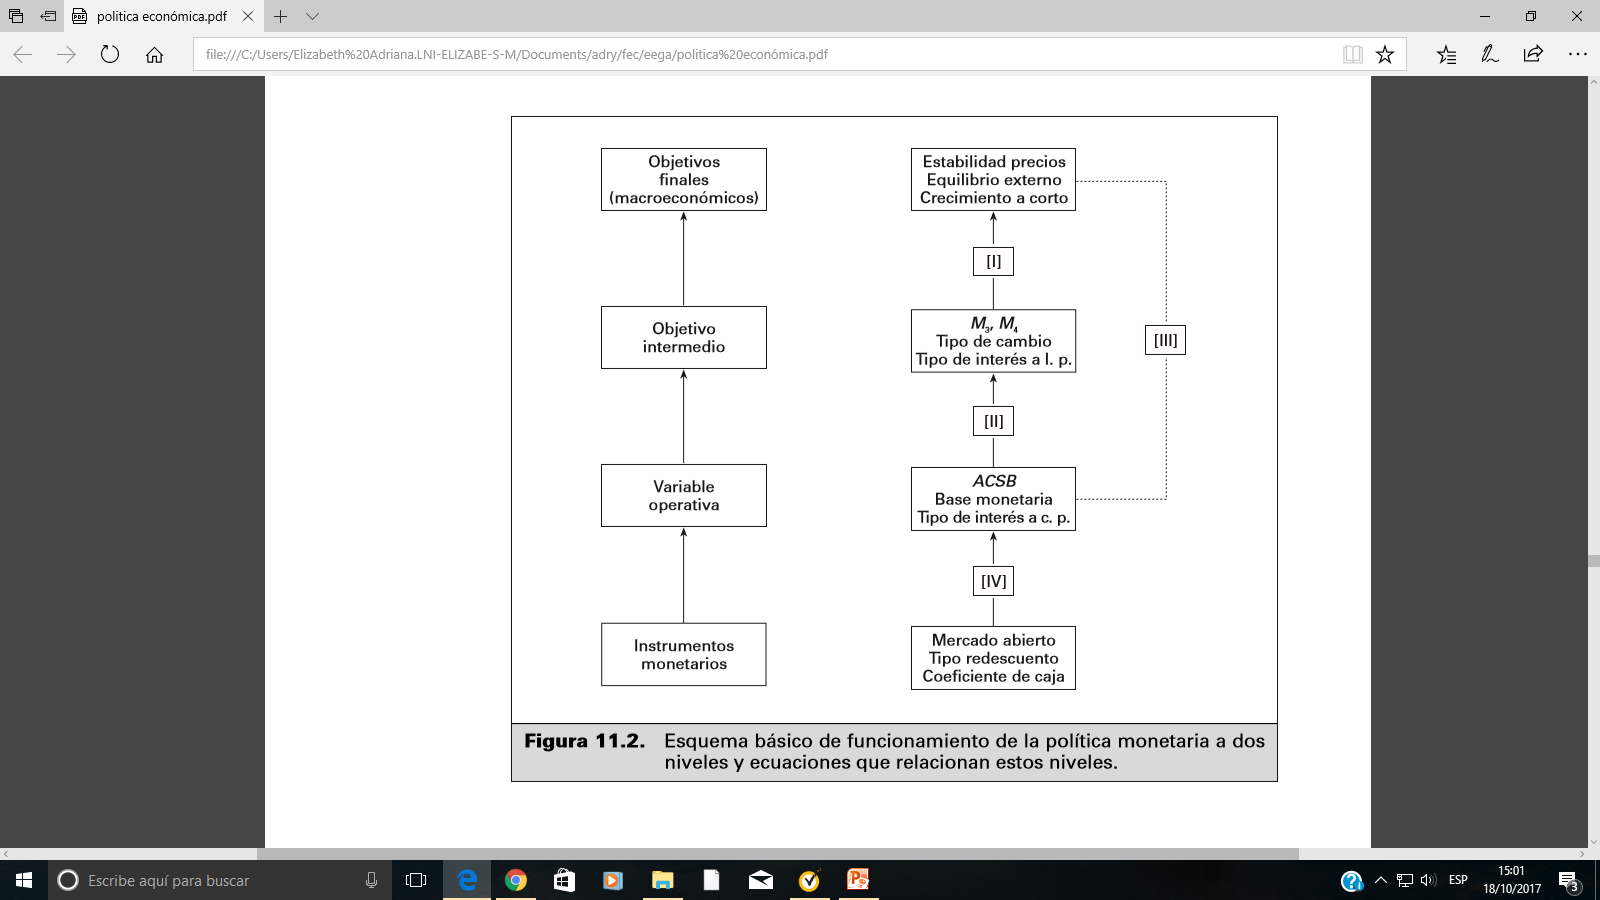 politica económica.pdf
file:///C:/Users/Elizabeth%20Adriana.LNI-ELIZABE-S-M/Documents/adry/fec/eega/politica%20económica.pdf
Objetivos
finales
(macroeconómicos)
Objetivo
intermedio
Variable
operativa
Instrumentos
monetarios
Estabilidad precios
Equilibrio externo
Crecimiento a corto
[I]
M₃, M₄
Tipo de cambio
Tipo de interés a l. p.
[II]
[III]
ACSB
Base monetaria
Tipo de interés a c. p.
[IV]
Mercado abierto
Tipo redescuento
Coeficiente de caja
Figura 11.2. Esquema básico de funcionamiento de la política monetaria a dos
niveles y ecuaciones que relacionan estos niveles.
Escribe aquí para buscar
ESP
15:01
18/10/2017
3